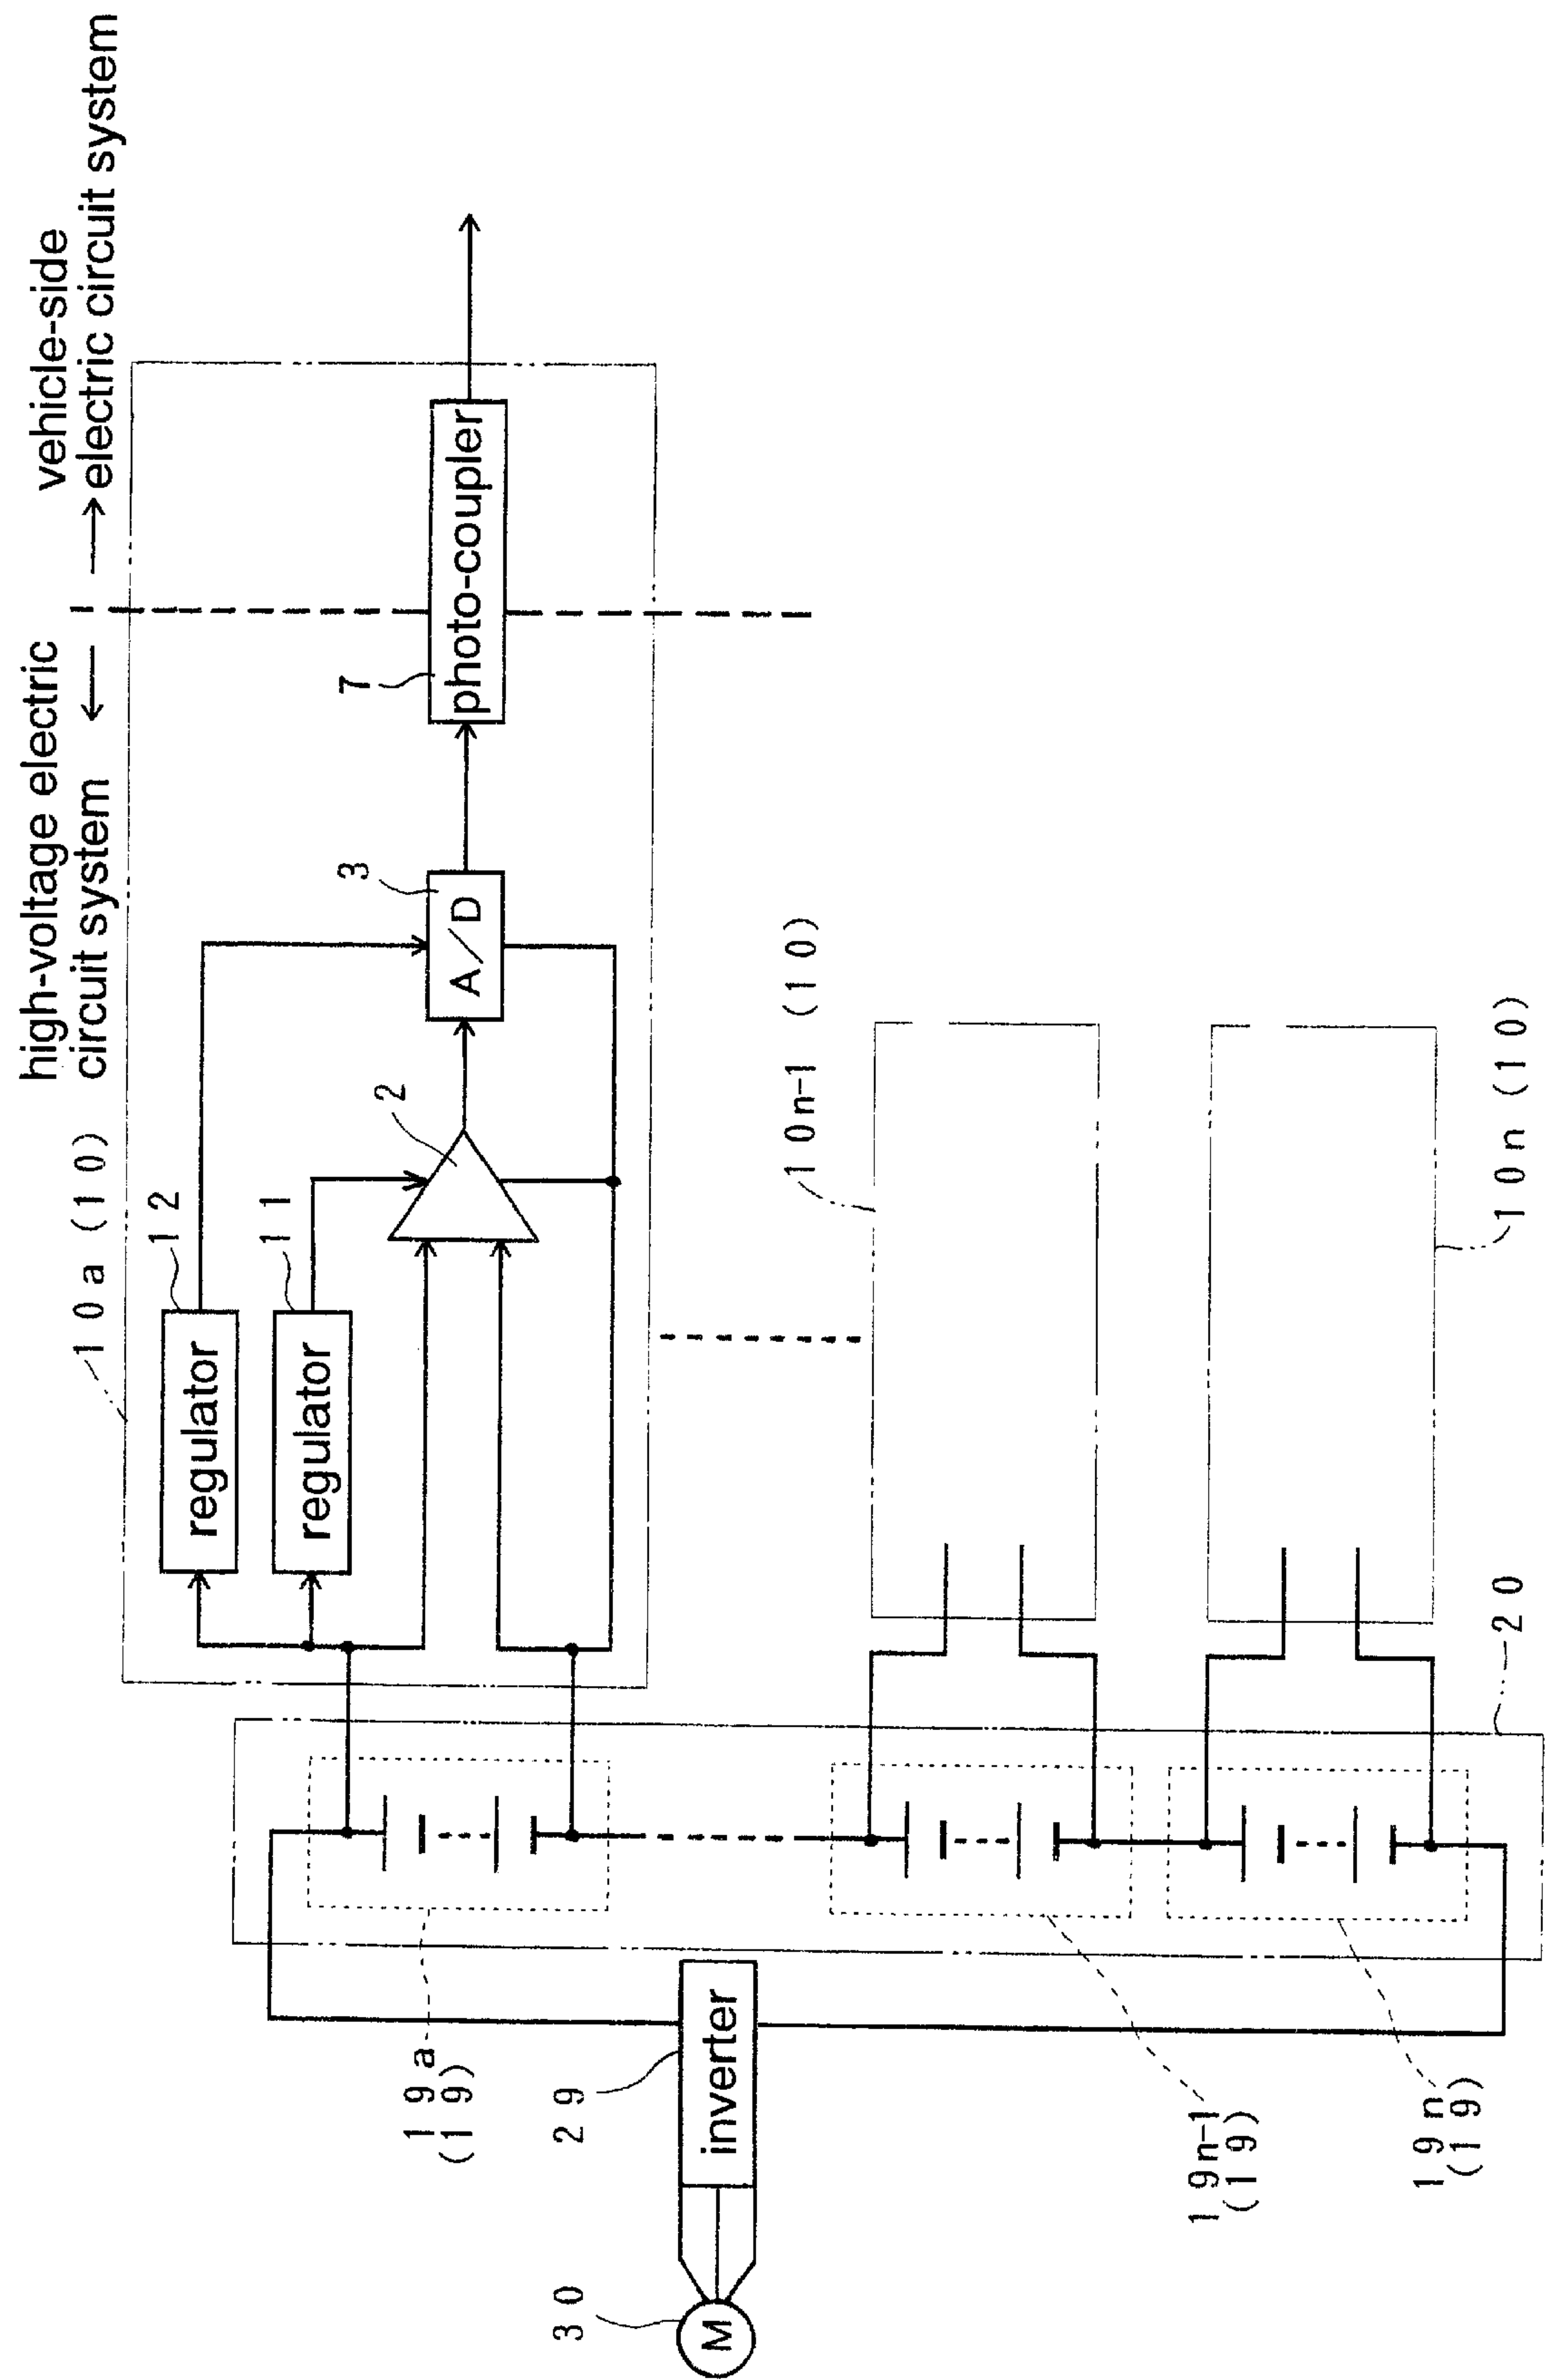 high-voltage electric
circuit system ←
vehicle-side
→electric circuit system
10a(10)
12
regulator
11
regulator
2
3
A/D
7
photo-coupler
10n-1(10)
10n(10)
20
19a
(19)
29
inverter
30
M
19n-1
(19)
19n
(19)